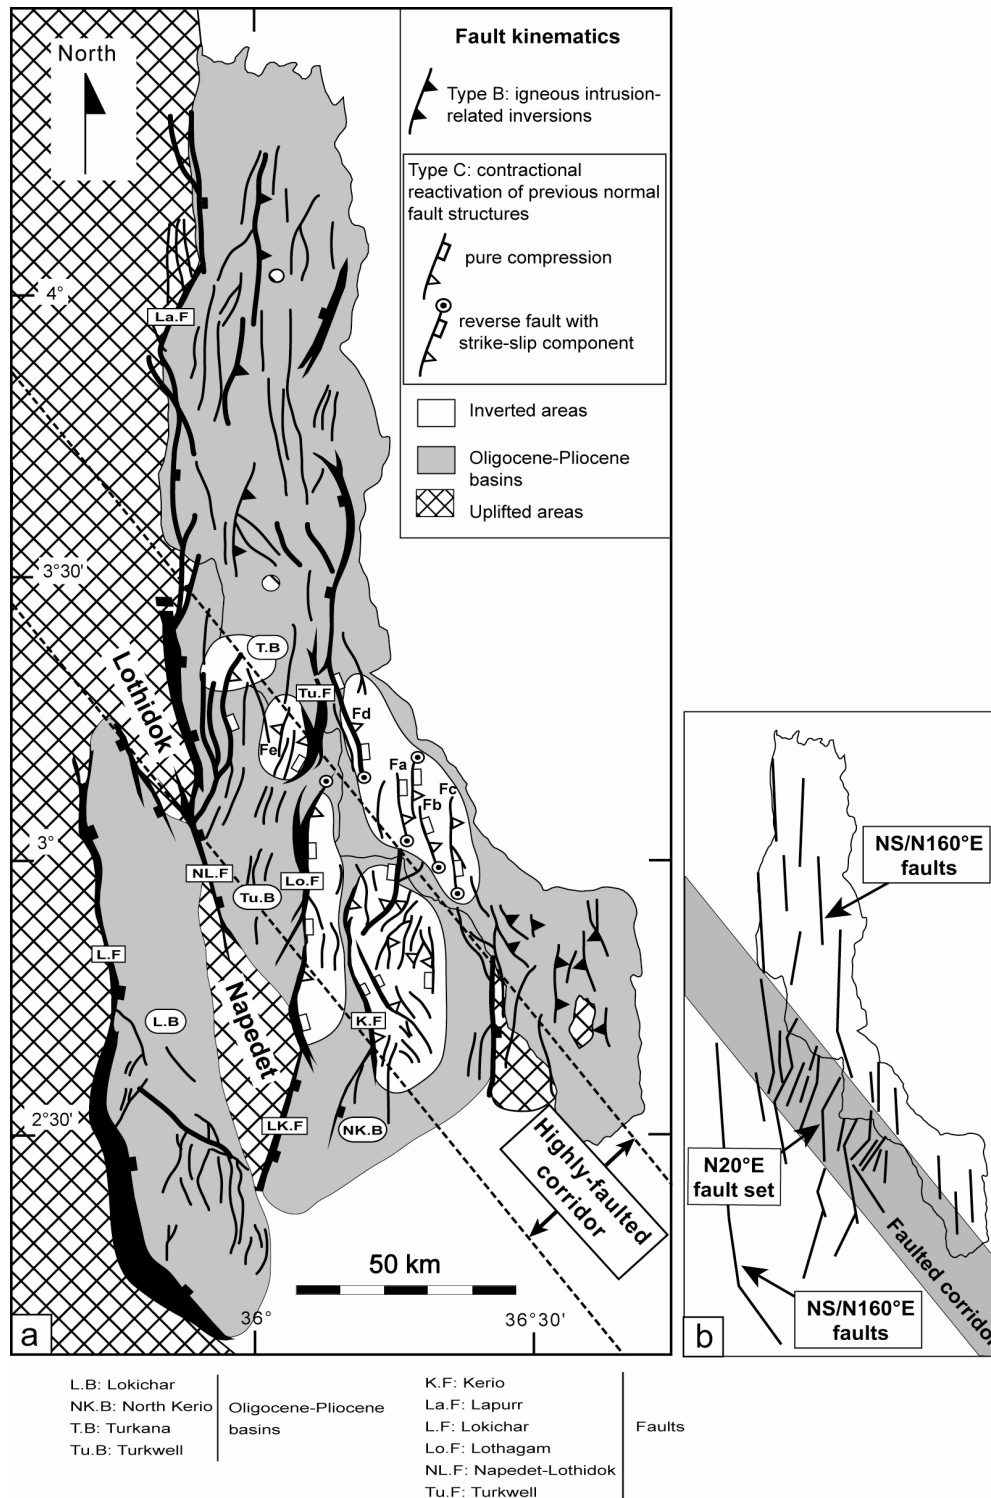 North
Fault kinematics
Type B: igneous intrusion-
related inversions
Type C: contractional
reactivation of previous normal
fault structures
pure compression
reverse fault with
strike-slip component
Inverted areas
Oligocene-Pliocene
basins
Uplifted areas
4°
La.F
3°30'
T.B
Lothidok
Tu.F
Fd
Fe
Fa
Fc
Fb
3°
NL.F
Lo.F
Tu.B
L.F
Napedet
L.B
K.F
2°30'
LK.F
NK.B
Highly-faulted
corridor
50 km
36°
36°30'
a
NS/N160°E
faults
N20°E
fault set
Faulted corridor
NS/N160°E
faults
b
L.B: Lokichar
NK.B: North Kerio
T.B: Turkana
Tu.B: Turkwell
Oligocene-Pliocene
basins
K.F: Kerio
La.F: Lapurr
L.F: Lokichar
Lo.F: Lothagam
NL.F: Napedet-Lothidok
Tu.F: Turkwell
Faults